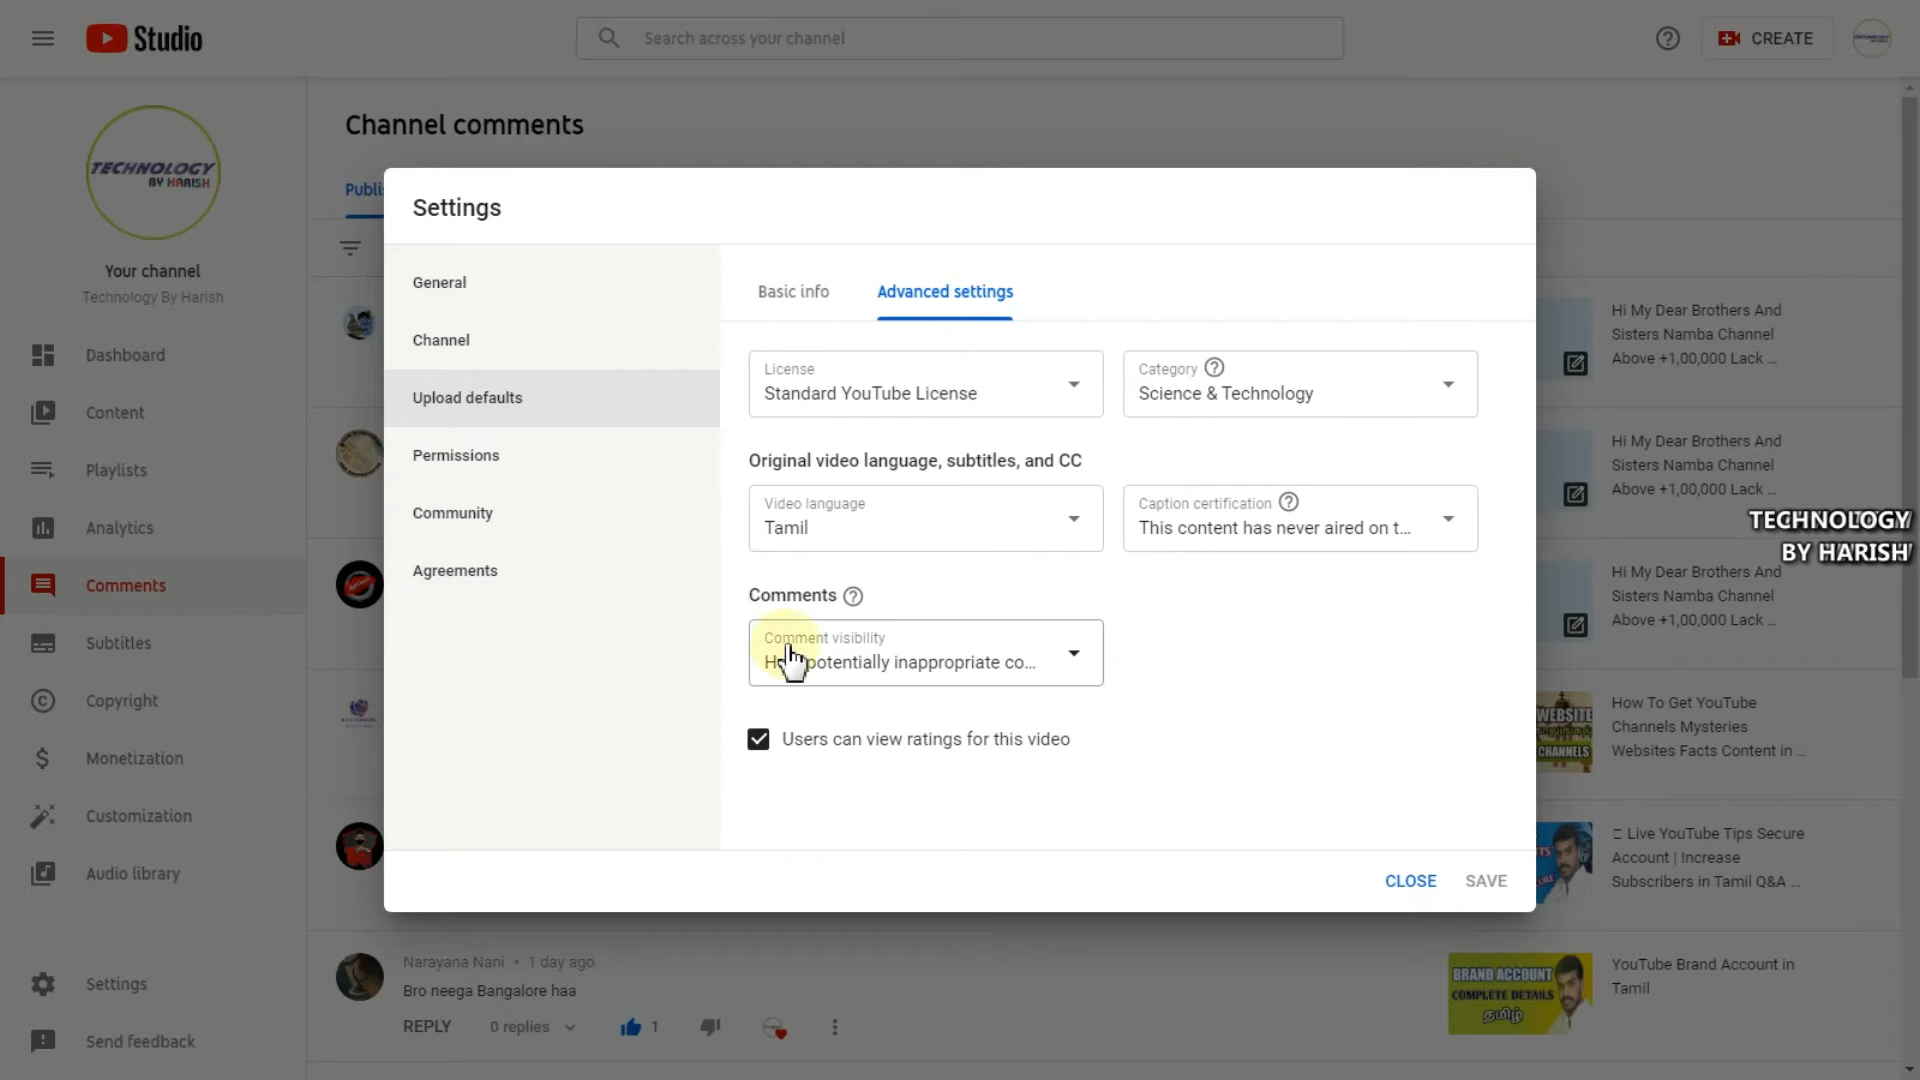 Studio
Search across your channel
CREATE
TECHNOLOGY
BY HARISH
Your channel
Technology By Harish
Dashboard
Content
Playlists
Analytics
Comments
Subtitles
Copyright
Monetization
Customization
Audio library
Settings
Send feedback
Channel comments
Publi
Settings
General
Channel
Upload defaults
Permissions
Community
Agreements
Basic info
Advanced settings
License
Standard YouTube License
Category
Science & Technology
Original video language, subtitles, and CC
Video language
Tamil
Caption certification
This content has never aired on t...
Comments
Comment visibility
potentially inappropriate co...
Users can view ratings for this video
CLOSE
SAVE
Hi My Dear Brothers And
Sisters Namba Channel
Above +1,00,000 Lack ...
Hi My Dear Brothers And
Sisters Namba Channel
Above +1,00,000 Lack ...
TECHNOLOGY
BY HARISH
Hi My Dear Brothers And
Sisters Namba Channel
Above +1,00,000 Lack ...
WEBSITE
CHANNELS
How To Get YouTube
Channels Mysteries
Websites Facts Content in ...
Live YouTube Tips Secure
Account | Increase
Subscribers in Tamil Q&A ...
Narayana Nani • 1 day ago
Bro neega Bangalore haa
REPLY
0 replies
1
BRAND ACCOUNT
COMPLETE DETAILS
தமிழ்
YouTube Brand Account in
Tamil